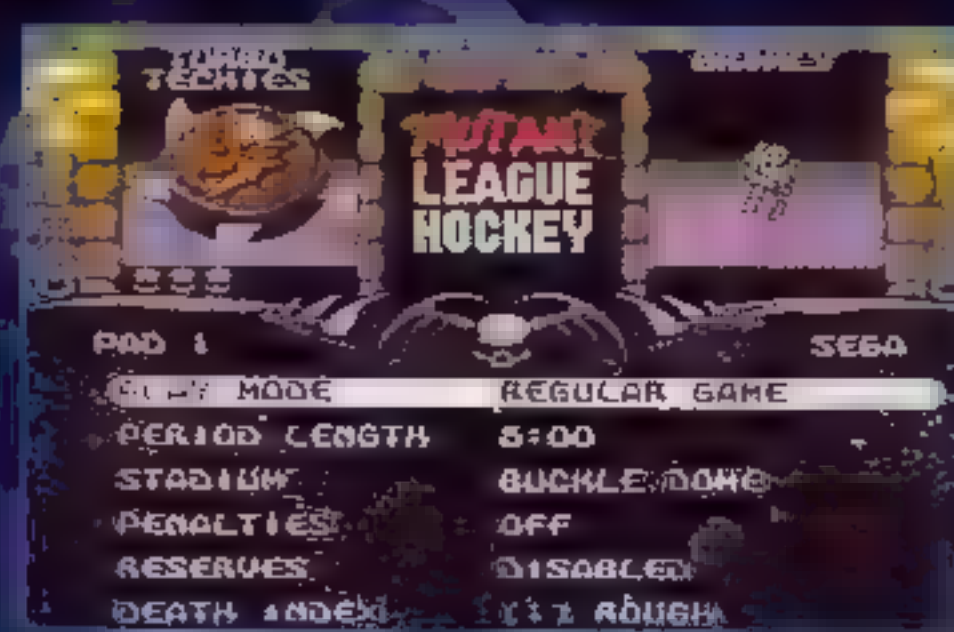 TURBO
TECHIES
MUTANT
LEAGUE
HOCKEY
PAD 1
SEGA
MODE REGULAR GAME
PERIOD LENGTH 8:00
STADIUM BUCKLE DOME
PENALTIES OFF
RESERVES DISABLED
DEATH INDEX ROUGH